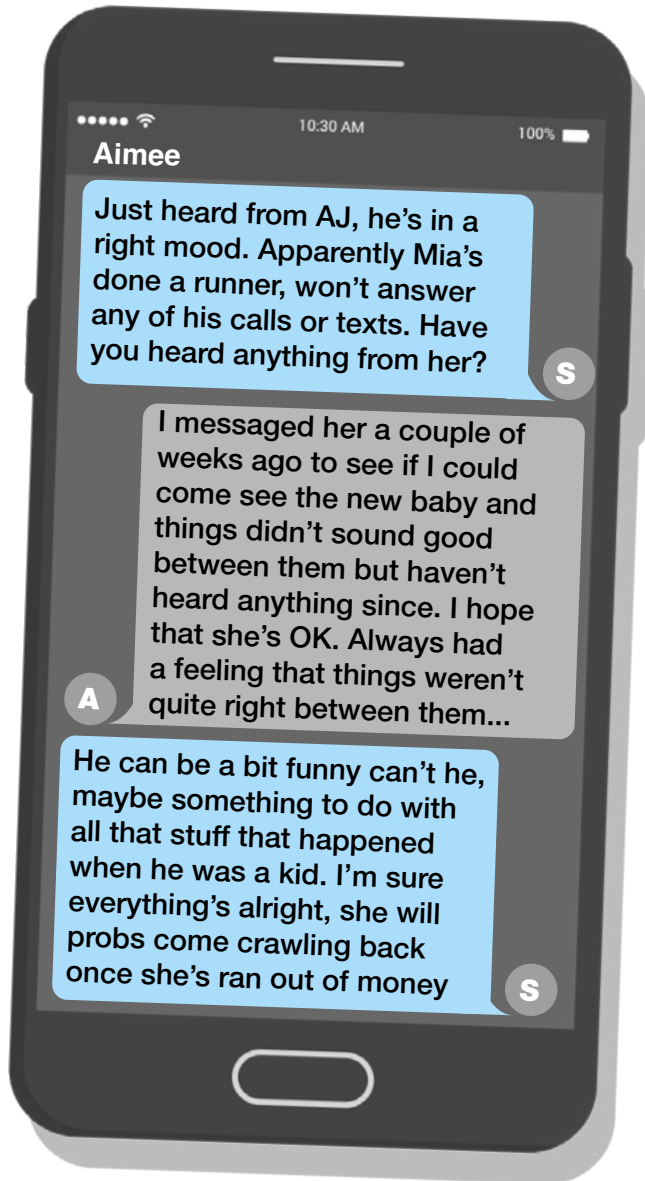 10:30 AM
100%
Aimee
Just heard from AJ, he's in a
right mood. Apparently Mia's
done a runner, won't answer
any of his calls or texts. Have
you heard anything from her?
S
I messaged her a couple of
weeks ago to see if I could
come see the new baby and
things didn't sound good
between them but haven't
heard anything since. I hope
that she's OK. Always had
a feeling that things weren't
quite right between them...
A
He can be a bit funny can't he,
maybe something to do with
all that stuff that happened
when he was a kid. I'm sure
everything's alright, she will
probs come crawling back
once she's ran out of money
S